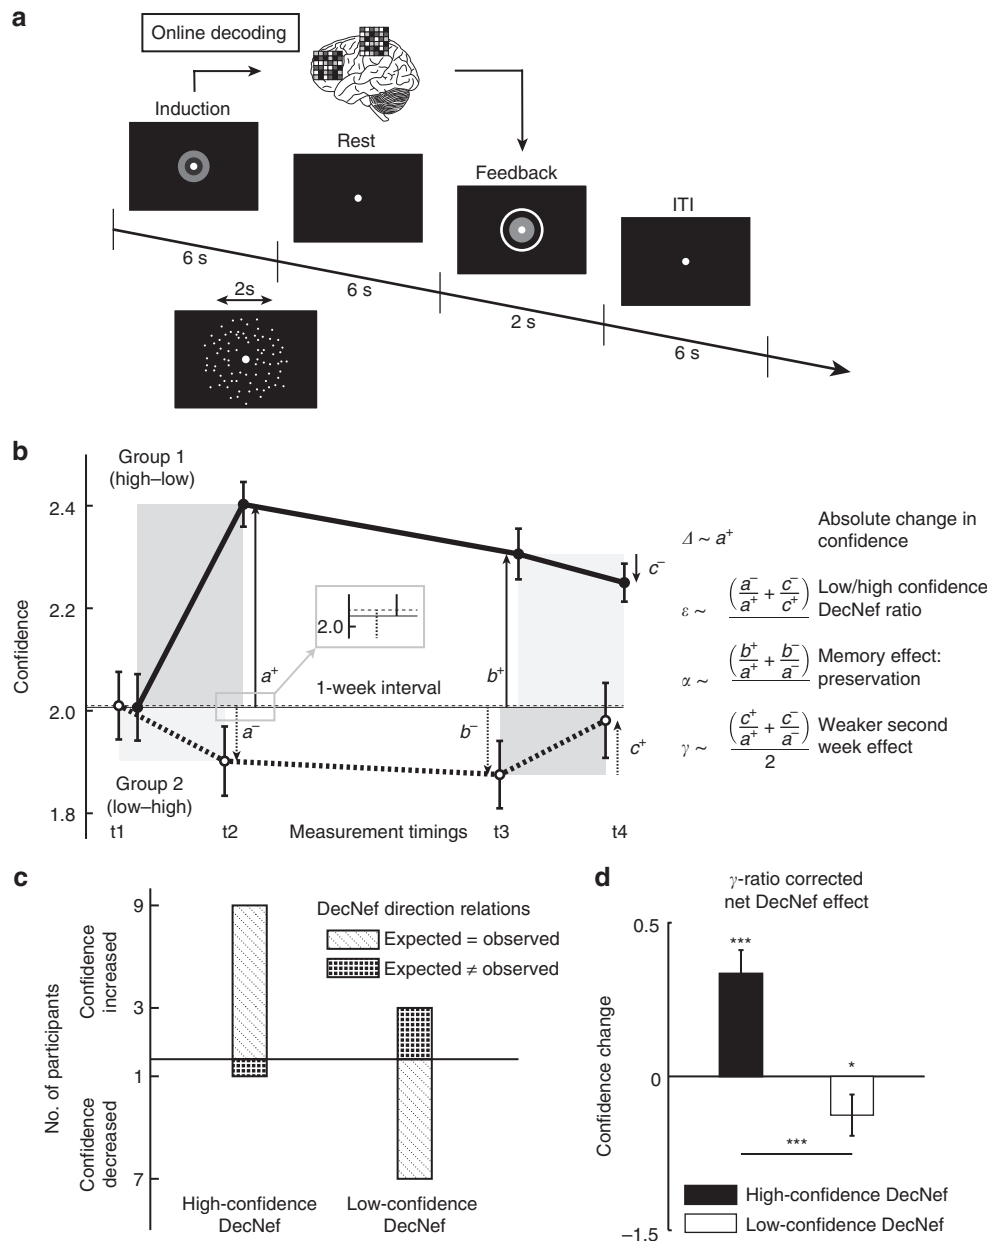 a
Online decoding
Induction
Rest
Feedback
ITI
6 s
6 s
2 s
6 s
2s
b
Group 1
(high–low)
Confidence
2.4
2.2
2.0
1.8
2.0
a+
a−
1-week interval
b+
b−
c−
c+
Group 2
(low–high)
t1
t2
Measurement timings
t3
t4
Δ ~ a+
Absolute change in
confidence
ε ~ (a−/a+ + c−/c+)
Low/high confidence
DecNef ratio
α ~ (b+/a+ + b−/a−)
Memory effect:
preservation
γ ~ (c+/a+ + c−/a−)/2
Weaker second
week effect
c
No. of participants
Confidence
increased
Confidence
decreased
9
3
1
7
DecNef direction relations
Expected = observed
Expected ≠ observed
High-confidence
DecNef
Low-confidence
DecNef
d
γ-ratio corrected
net DecNef effect
Confidence change
0.5
0
−1.5
***
*
***
High-confidence DecNef
Low-confidence DecNef